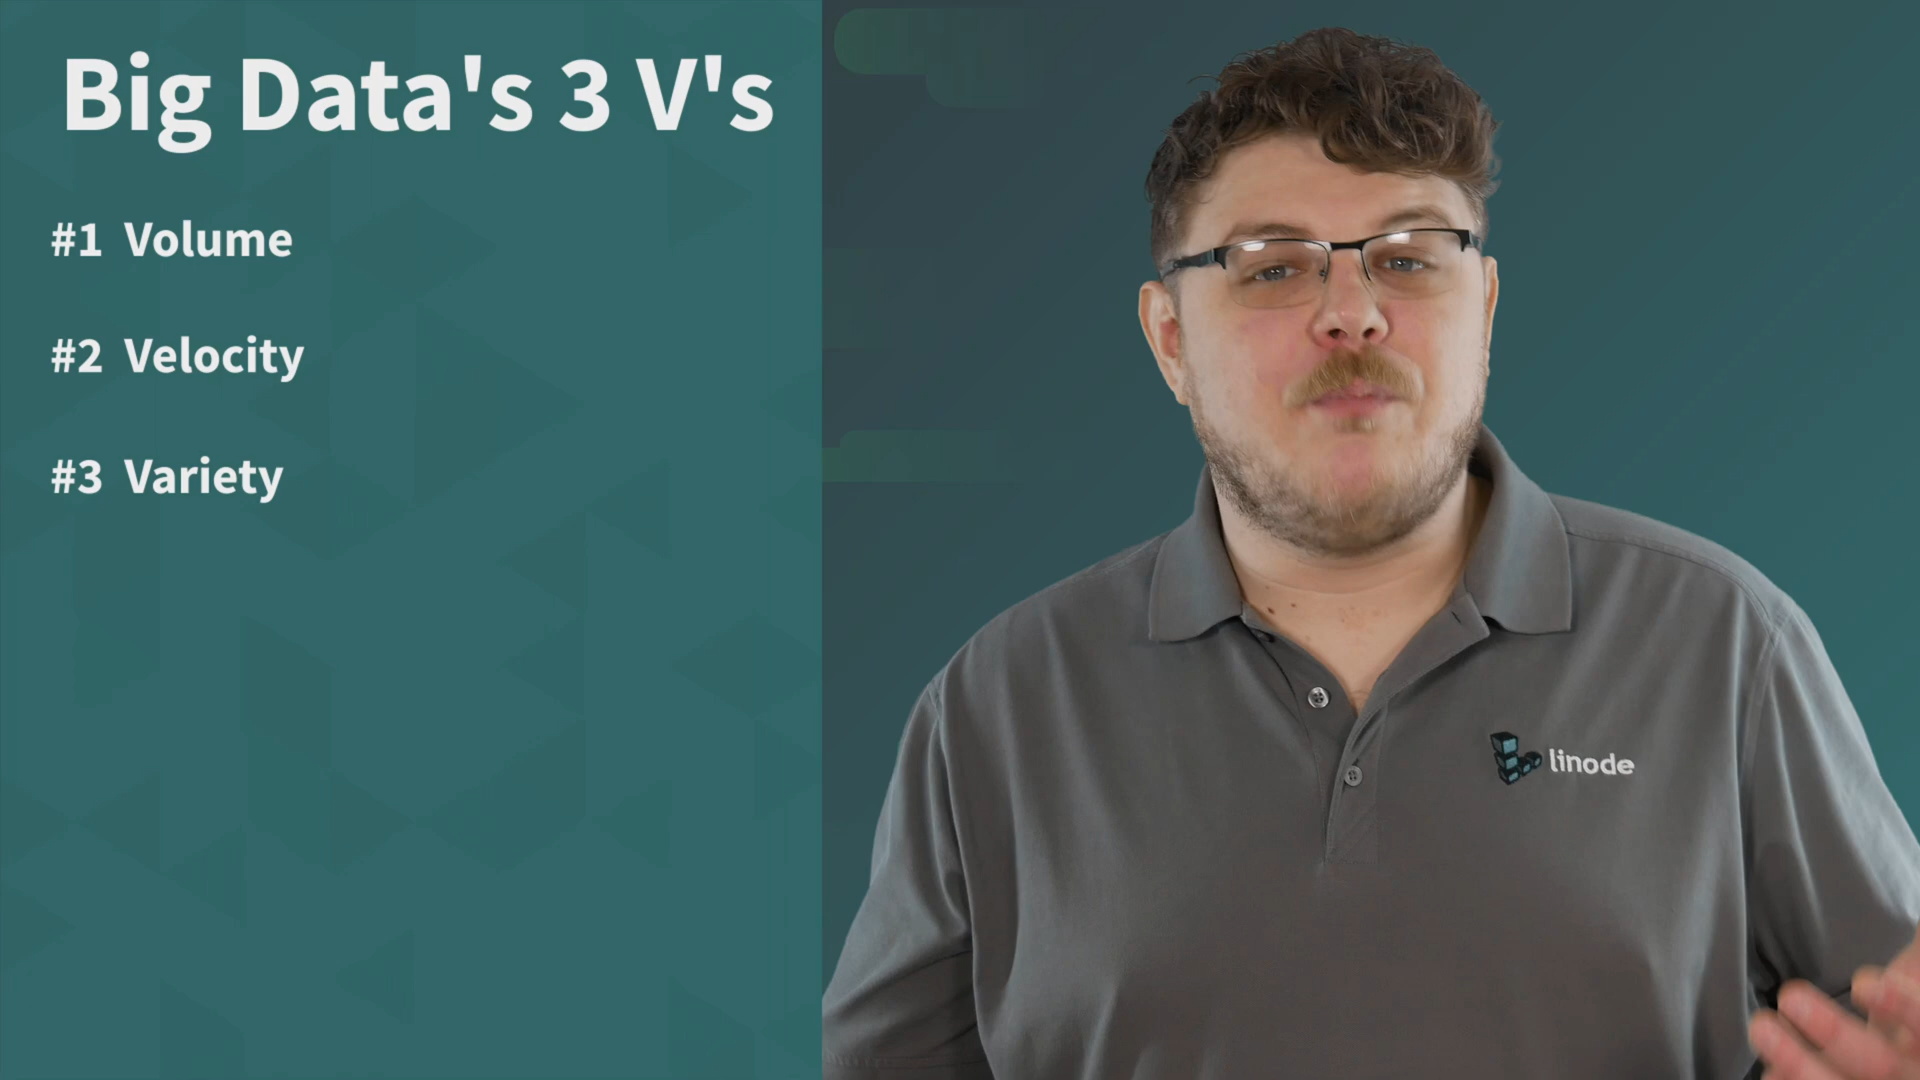 Big Data's 3 V's
#1 Volume
#2 Velocity
#3 Variety
linode